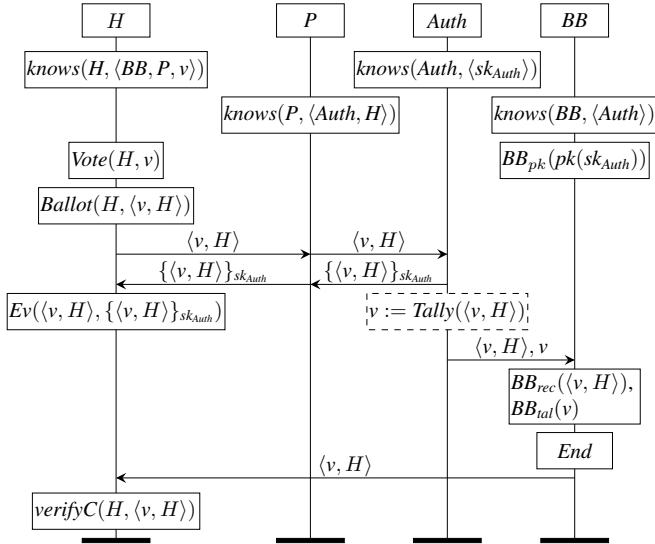 H P Auth BB
knows(H, ⟨BB, P, v⟩) knows(Auth, ⟨sk_Auth⟩)
knows(P, ⟨Auth, H⟩) knows(BB, ⟨Auth⟩)
Vote(H, v) BB_pk(pk(sk_Auth))
Ballot(H, ⟨v, H⟩)
⟨v, H⟩ ⟨v, H⟩
{⟨v, H⟩}_sk_Auth {⟨v, H⟩}_sk_Auth
Ev(⟨v, H⟩, {⟨v, H⟩}_sk_Auth) v := Tally(⟨v, H⟩)
⟨v, H⟩, v
BB_rec(⟨v, H⟩),
BB_tal(v)
End
⟨v, H⟩
verifyC(H, ⟨v, H⟩)